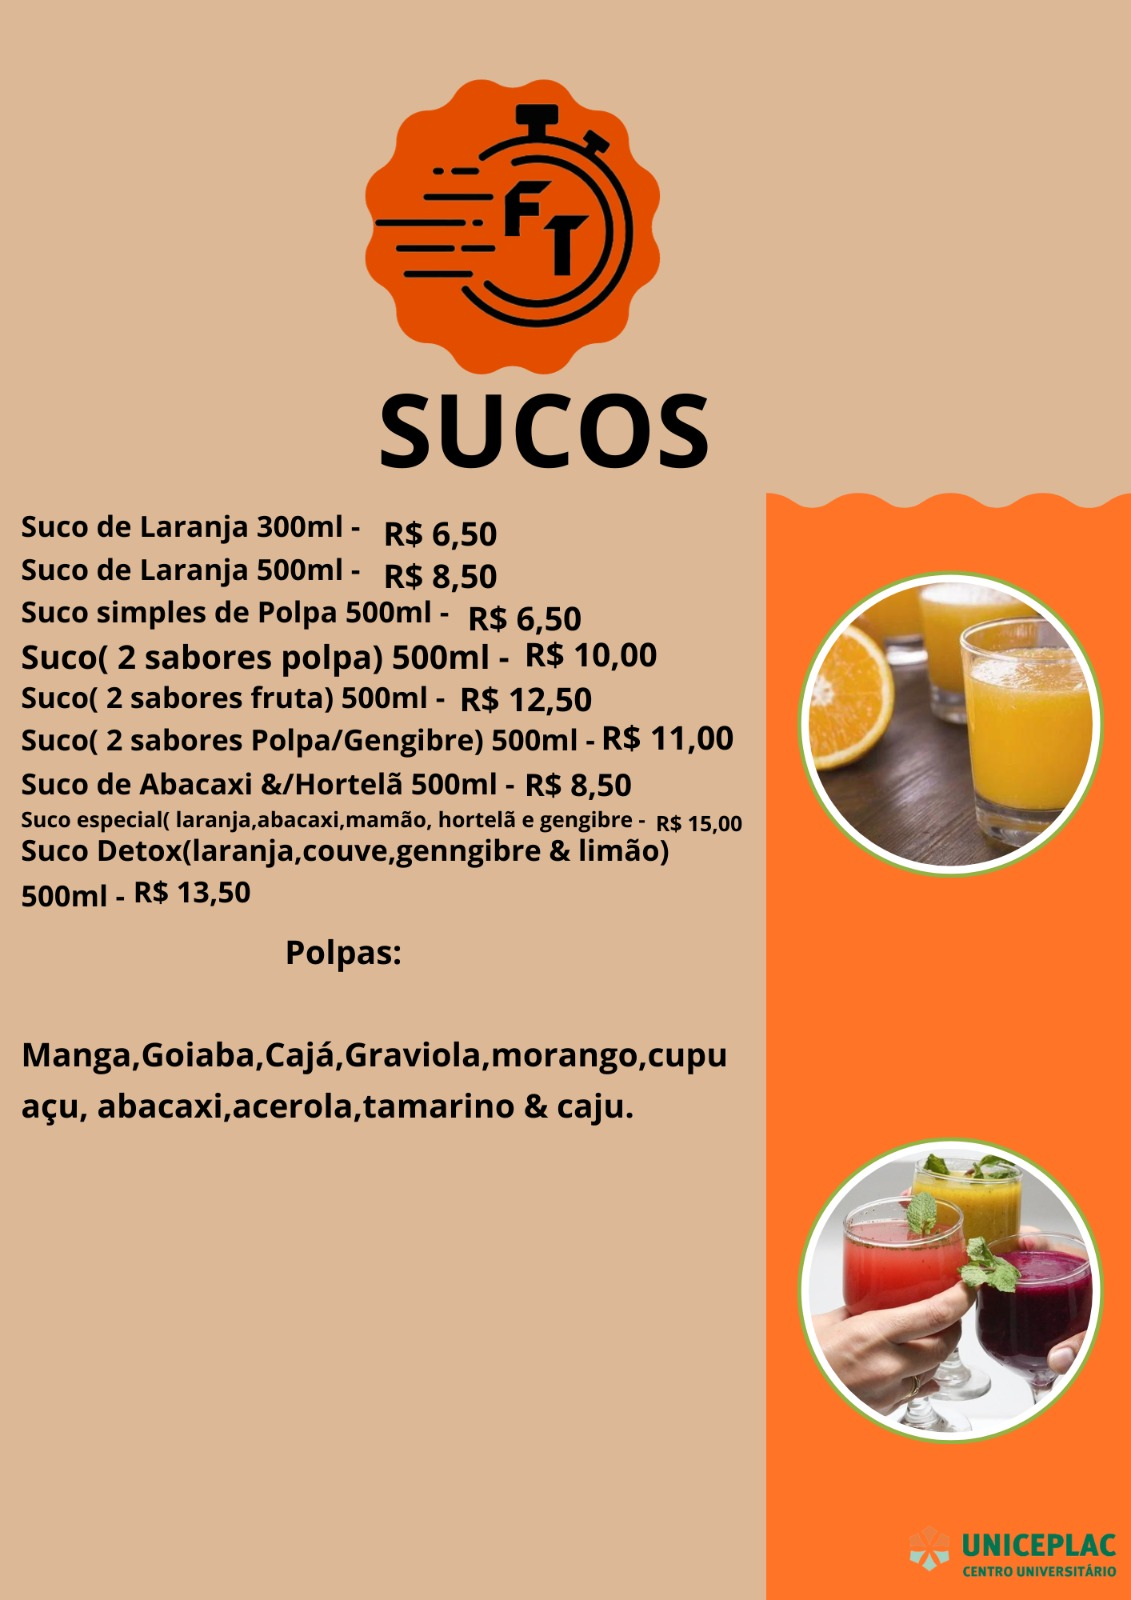 FT
SUCOS
Suco de Laranja 300ml - R$ 6,50
Suco de Laranja 500ml - R$ 8,50
Suco simples de Polpa 500ml - R$ 6,50
Suco( 2 sabores polpa) 500ml - R$ 10,00
Suco( 2 sabores fruta) 500ml - R$ 12,50
Suco( 2 sabores Polpa/Gengibre) 500ml - R$ 11,00
Suco de Abacaxi &/Hortelã 500ml - R$ 8,50
Suco especial( laranja,abacaxi,mamão, hortelã e gengibre - R$ 15,00
Suco Detox(laranja,couve,genngibre & limão)
500ml - R$ 13,50
Polpas:
Manga,Goiaba,Cajá,Graviola,morango,cupu
açu, abacaxi,acerola,tamarino & caju.
UNICEPLAC
CENTRO UNIVERSITÁRIO